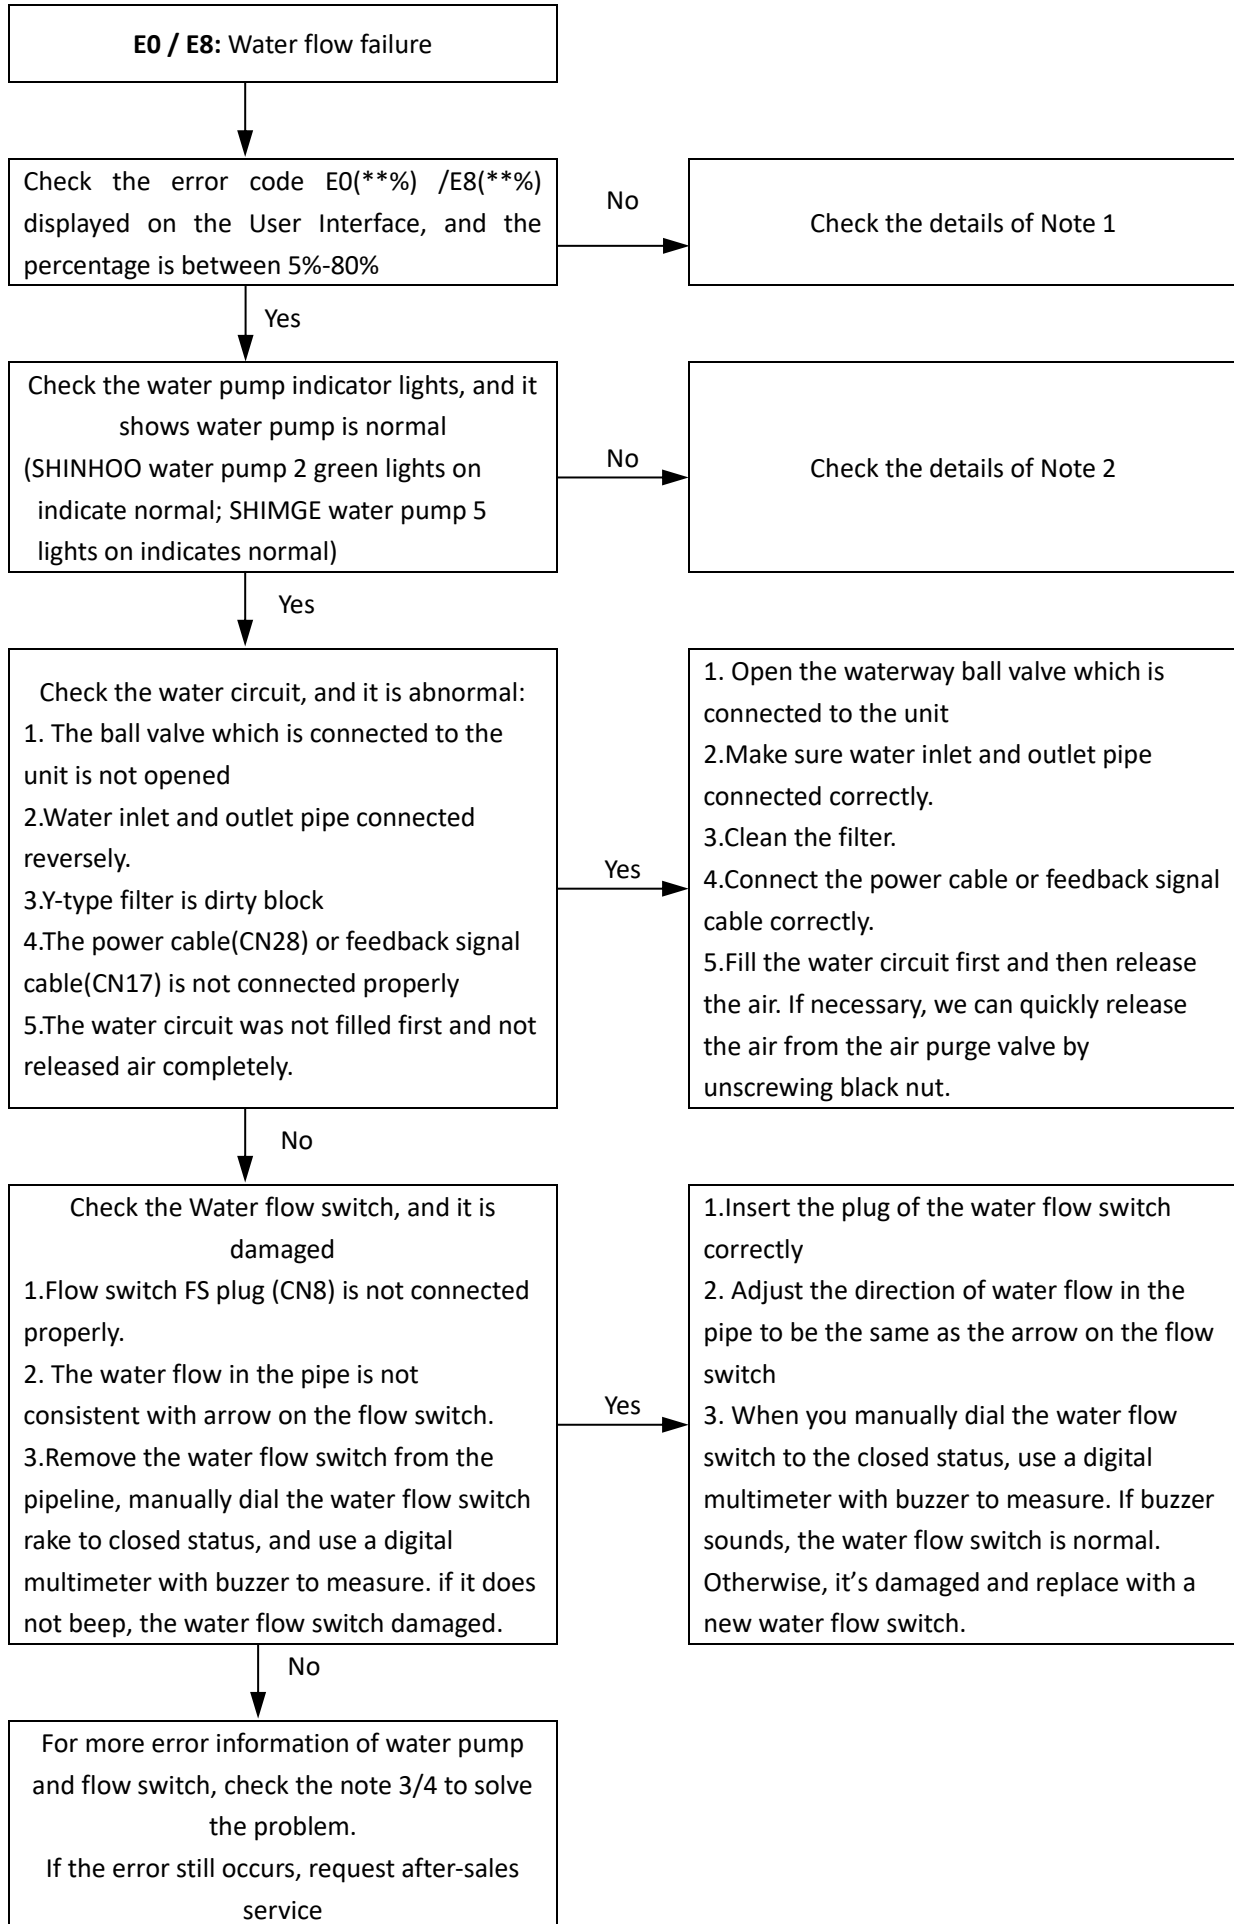 E0 / E8: Water flow failure
Check the error code E0(**%) /E8(**%)
displayed on the User Interface, and the
percentage is between 5%-80%
No
Check the details of Note 1
Yes
Check the water pump indicator lights, and it
shows water pump is normal
(SHINHOO water pump 2 green lights on
indicate normal; SHIMGE water pump 5
lights on indicates normal)
No
Check the details of Note 2
Yes
Check the water circuit, and it is abnormal:
1. The ball valve which is connected to the
unit is not opened
2.Water inlet and outlet pipe connected
reversely.
3.Y-type filter is dirty block
4.The power cable(CN28) or feedback signal
cable(CN17) is not connected properly
5.The water circuit was not filled first and not
released air completely.
Yes
1. Open the waterway ball valve which is
connected to the unit
2.Make sure water inlet and outlet pipe
connected correctly.
3.Clean the filter.
4.Connect the power cable or feedback signal
cable correctly.
5.Fill the water circuit first and then release
the air. If necessary, we can quickly release
the air from the air purge valve by
unscrewing black nut.
No
Check the Water flow switch, and it is
damaged
1.Flow switch FS plug (CN8) is not connected
properly.
2. The water flow in the pipe is not
consistent with arrow on the flow switch.
3.Remove the water flow switch from the
pipeline, manually dial the water flow switch
rake to closed status, and use a digital
multimeter with buzzer to measure. if it does
not beep, the water flow switch damaged.
Yes
1.Insert the plug of the water flow switch
correctly
2. Adjust the direction of water flow in the
pipe to be the same as the arrow on the flow
switch
3. When you manually dial the water flow
switch to the closed status, use a digital
multimeter with buzzer to measure. If buzzer
sounds, the water flow switch is normal.
Otherwise, it’s damaged and replace with a
new water flow switch.
No
For more error information of water pump
and flow switch, check the note 3/4 to solve
the problem.
If the error still occurs, request after-sales
service